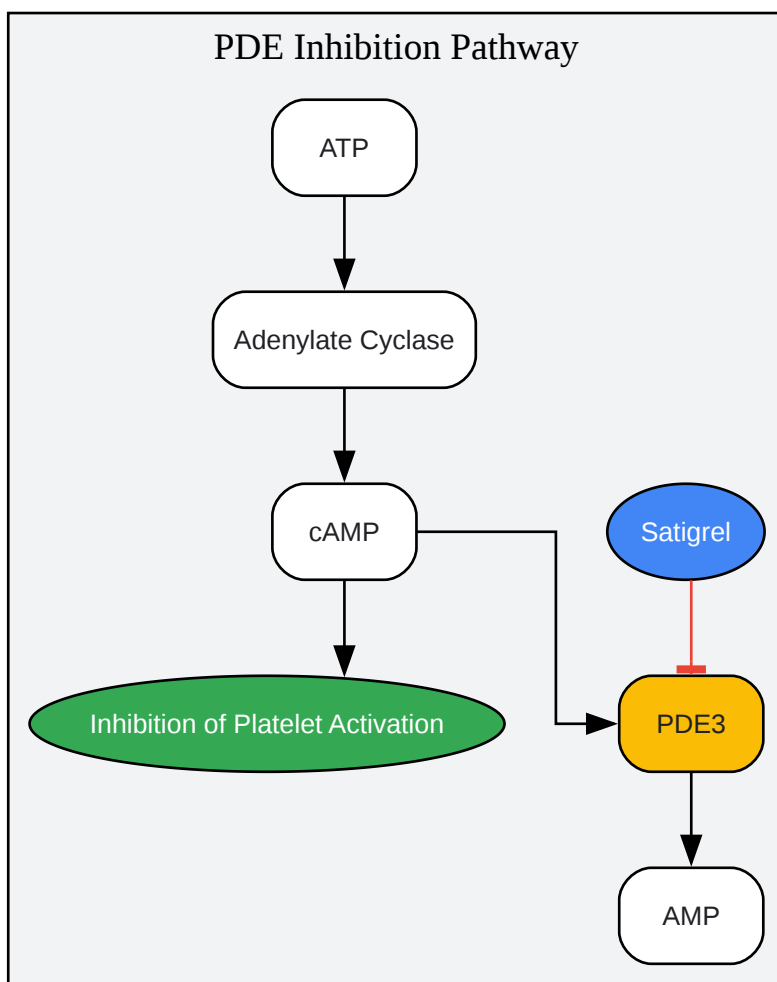 PDE Inhibition Pathway
ATP
Adenylate Cyclase
cAMP
Satigrel
Inhibition of Platelet Activation
PDE3
AMP